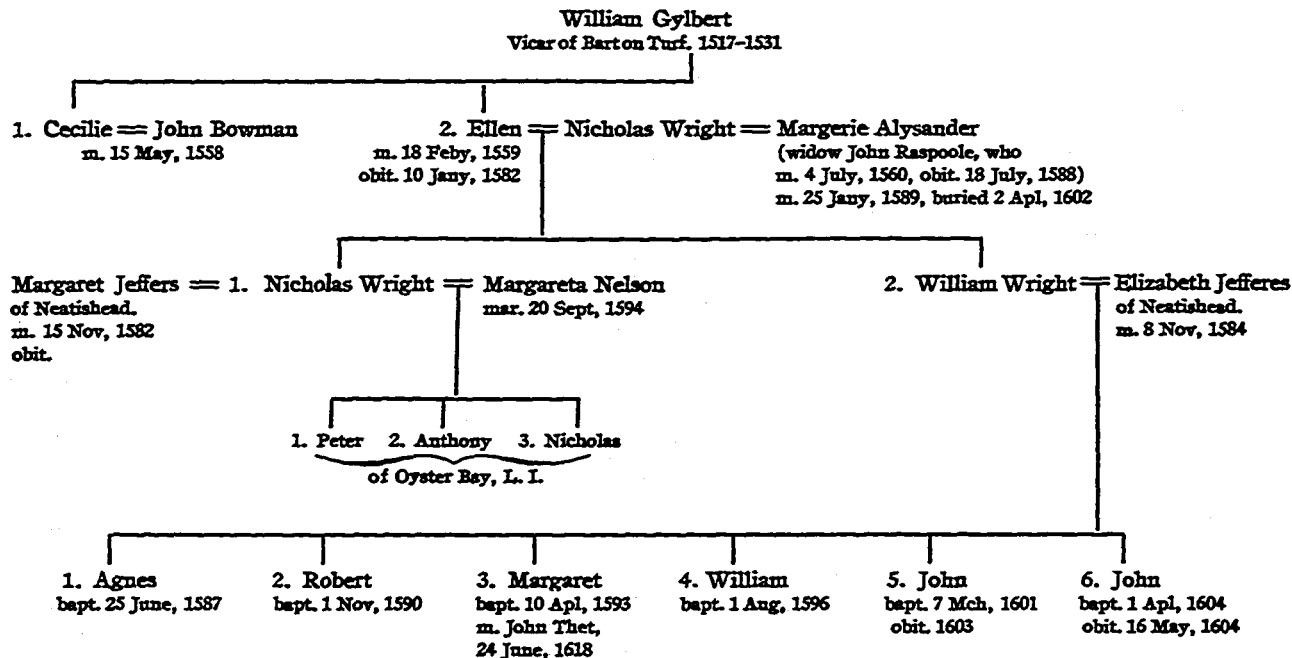 William Gylbert
Vicar of Barton Turf. 1517-1531
1. Cecilie == John Bowman
m. 15 May, 1558
2. Ellen == Nicholas Wright == Margerie Alysander
m. 18 Feby, 1559
obit. 10 Jany, 1582
(widow John Raspoole, who
m. 4 July, 1560, obit. 18 July, 1588)
m. 25 Jany, 1589, buried 2 Apl, 1602
Margaret Jeffers == 1. Nicholas Wright == Margareta Nelson
of Neatishead.
m. 15 Nov, 1582
obit.
mar. 20 Sept, 1594
2. William Wright == Elizabeth Jefferes
of Neatishead.
m. 8 Nov, 1584
1. Peter 2. Anthony 3. Nicholas
of Oyster Bay, L. I.
1. Agnes
bapt. 25 June, 1587
2. Robert
bapt. 1 Nov, 1590
3. Margaret
bapt. 10 Apl, 1593
m. John Thet,
24 June, 1618
4. William
bapt. 1 Aug, 1596
5. John
bapt. 7 Mch, 1601
obit. 1603
6. John
bapt. 1 Apl, 1604
obit. 16 May, 1604